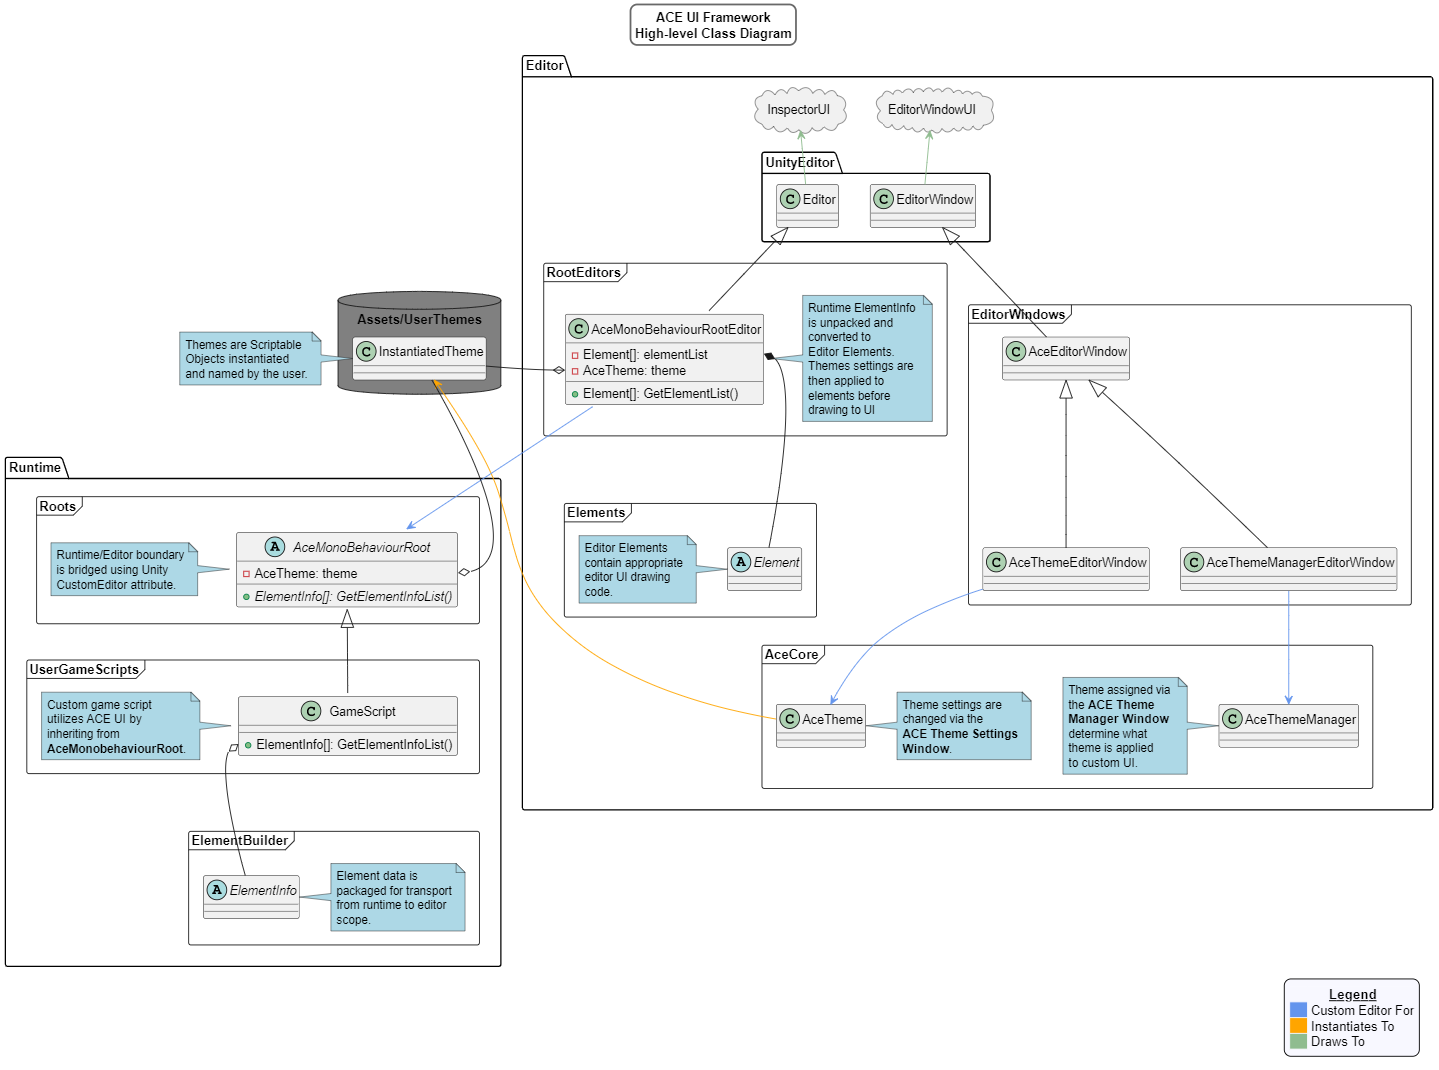 ACE UI Framework
High-level Class Diagram
Editor
InspectorUI
EditorWindowUI
UnityEditor
C Editor
C EditorWindow
RootEditors
C AceMonoBehaviourRootEditor
Element[]: elementList
AceTheme: theme
Element[]: GetElementList()
Runtime ElementInfo
is unpacked and
converted to
Editor Elements.
Themes settings are
then applied to
elements before
drawing to UI
Assets/UserThemes
C InstantiatedTheme
Themes are Scriptable
Objects instantiated
and named by the user.
EditorWindows
C AceEditorWindow
C AceThemeEditorWindow
C AceThemeManagerEditorWindow
Elements
Editor Elements
contain appropriate
editor UI drawing
code.
A Element
Runtime
Roots
Runtime/Editor boundary
is bridged using Unity
CustomEditor attribute.
A AceMonoBehaviourRoot
AceTheme: theme
ElementInfo[]: GetElementInfoList()
UserGameScripts
Custom game script
utilizes ACE UI by
inheriting from
AceMonobehaviourRoot.
C GameScript
ElementInfo[]: GetElementInfoList()
ElementBuilder
A ElementInfo
Element data is
packaged for transport
from runtime to editor
scope.
AceCore
C AceTheme
Theme settings are
changed via the
ACE Theme Settings
Window.
Theme assigned via
the ACE Theme
Manager Window
determine what
theme is applied
to custom UI.
C AceThemeManager
Legend
Custom Editor For
Instantiates To
Draws To